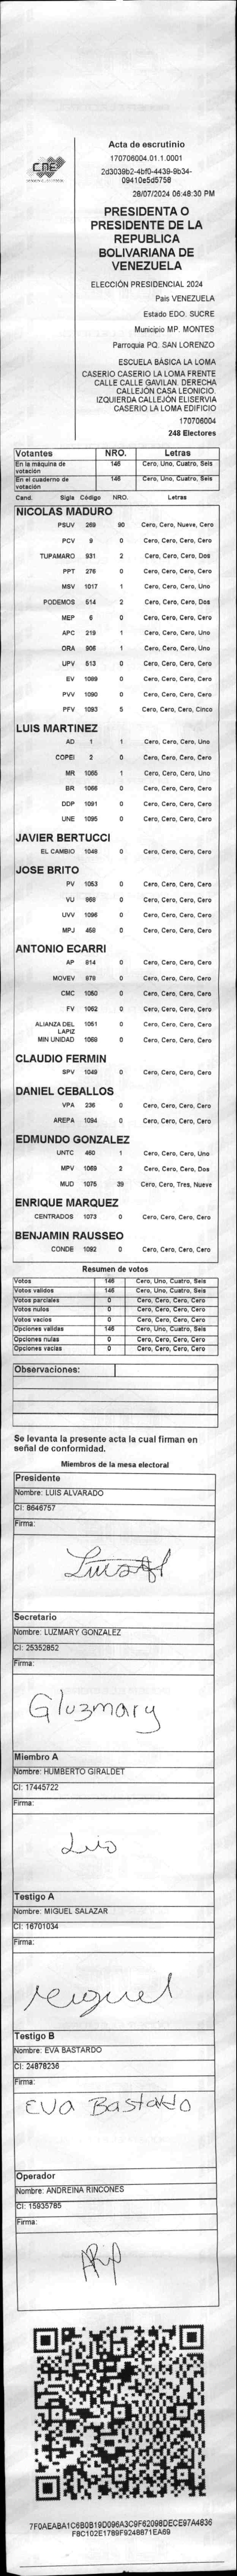 CNE
Acta de escrutinio
170706004.01.1.0001
2d3039b2-4bf0-4439-9b34-
09410e5d5758
28/07/2024 06:48:30 PM
PRESIDENTA O
PRESIDENTE DE LA
REPUBLICA
BOLIVARIANA DE
VENEZUELA
ELECCIÓN PRESIDENCIAL 2024
Pais VENEZUELA
Estado EDO. SUCRE
Municipio MP. MONTES
Parroquia PQ. SAN LORENZO
ESCUELA BÁSICA LA LOMA
CASERIO CASERIO LA LOMA FRENTE
CALLE CALLE GAVILAN. DERECHA
CALLEJÓN CASA LEONICIO.
IZQUIERDA CALLEJÓN ELISERVIA
CASERIO LA LOMA EDIFICIO
170706004
248 Electores
Votantes NRO. Letras
En la máquina de votación 146 Cero, Uno, Cuatro, Seis
En el cuaderno de votación 146 Cero, Uno, Cuatro, Seis
Cand. Sigla Código NRO. Letras
NICOLAS MADURO
PSUV 269 90 Cero, Cero, Nueve, Cero
PCV 9 0 Cero, Cero, Cero, Cero
TUPAMARO 931 2 Cero, Cero, Cero, Dos
PPT 276 0 Cero, Cero, Cero, Cero
MSV 1017 1 Cero, Cero, Cero, Uno
PODEMOS 514 2 Cero, Cero, Cero, Dos
MEP 6 0 Cero, Cero, Cero, Cero
APC 219 1 Cero, Cero, Cero, Uno
ORA 906 1 Cero, Cero, Cero, Uno
UPV 513 0 Cero, Cero, Cero, Cero
EV 1089 0 Cero, Cero, Cero, Cero
PVV 1090 0 Cero, Cero, Cero, Cero
PFV 1093 5 Cero, Cero, Cero, Cinco
LUIS MARTINEZ
AD 1 1 Cero, Cero, Cero, Uno
COPEI 2 0 Cero, Cero, Cero, Cero
MR 1065 1 Cero, Cero, Cero, Uno
BR 1066 0 Cero, Cero, Cero, Cero
DDP 1091 0 Cero, Cero, Cero, Cero
UNE 1095 0 Cero, Cero, Cero, Cero
JAVIER BERTUCCI
EL CAMBIO 1048 0 Cero, Cero, Cero, Cero
JOSE BRITO
PV 1053 0 Cero, Cero, Cero, Cero
VU 968 0 Cero, Cero, Cero, Cero
UVV 1096 0 Cero, Cero, Cero, Cero
MPJ 458 0 Cero, Cero, Cero, Cero
ANTONIO ECARRI
AP 914 0 Cero, Cero, Cero, Cero
MOVEV 879 0 Cero, Cero, Cero, Cero
CMC 1060 0 Cero, Cero, Cero, Cero
FV 1062 0 Cero, Cero, Cero, Cero
ALIANZA DEL LAPIZ 1061 0 Cero, Cero, Cero, Cero
MIN UNIDAD 1068 0 Cero, Cero, Cero, Cero
CLAUDIO FERMIN
SPV 1049 0 Cero, Cero, Cero, Cero
DANIEL CEBALLOS
VPA 236 0 Cero, Cero, Cero, Cero
AREPA 1094 0 Cero, Cero, Cero, Cero
EDMUNDO GONZALEZ
UNTC 460 1 Cero, Cero, Cero, Uno
MPV 1069 2 Cero, Cero, Cero, Dos
MUD 1075 39 Cero, Cero, Tres, Nueve
ENRIQUE MARQUEZ
CENTRADOS 1073 0 Cero, Cero, Cero, Cero
BENJAMIN RAUSSEO
CONDE 1092 0 Cero, Cero, Cero, Cero
Resumen de votos
Votos 146 Cero, Uno, Cuatro, Seis
Votos validos 146 Cero, Uno, Cuatro, Seis
Votos parciales 0 Cero, Cero, Cero, Cero
Votos nulos 0 Cero, Cero, Cero, Cero
Votos vacios 0 Cero, Cero, Cero, Cero
Opciones validas 146 Cero, Uno, Cuatro, Seis
Opciones nulas 0 Cero, Cero, Cero, Cero
Opciones vacias 0 Cero, Cero, Cero, Cero
Observaciones:
Se levanta la presente acta la cual firman en
señal de conformidad.
Miembros de la mesa electoral
Presidente
Nombre: LUIS ALVARADO
CI: 8646757
Firma:
Secretario
Nombre: LUZMARY GONZALEZ
CI: 25352852
Firma:
Gluzmary
Miembro A
Nombre: HUMBERTO GIRALDET
CI: 17445722
Firma:
Testigo A
Nombre: MIGUEL SALAZAR
CI: 16701034
Firma:
Miguel
Testigo B
Nombre: EVA BASTARDO
CI: 24878236
Firma:
EVA Bastardo
Operador
Nombre: ANDREINA RINCONES
CI: 15935785
Firma:
7F0AEABA1C6B0B19D096A3C9F62098DECE97A4836
F8C102E1789F9248871EA69